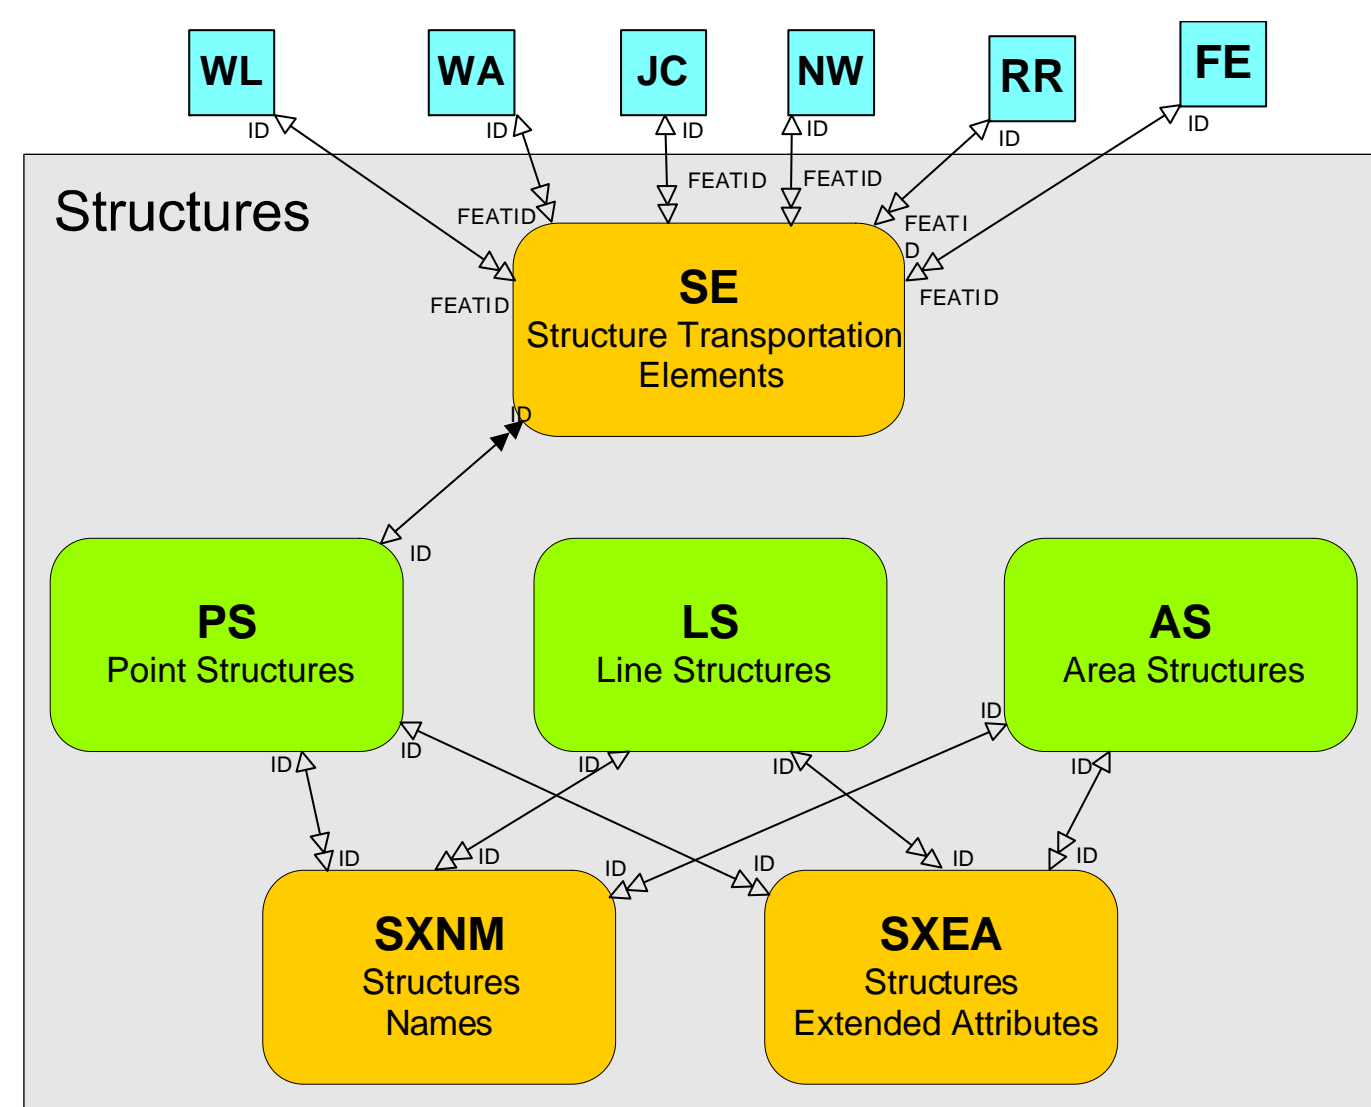 WL
WA
JC
NW
RR
FE
ID
ID
ID
ID
ID
ID
Structures
FEATID
FEATID
FEATID
FEATI
D
FEATID
FEATID
SE
Structure Transportation
Elements
ID
ID
PS
Point Structures
LS
Line Structures
AS
Area Structures
ID
ID
ID
ID
ID
ID
ID
ID
ID
ID
ID
ID
SXNM
Structures
Names
SXEA
Structures
Extended Attributes